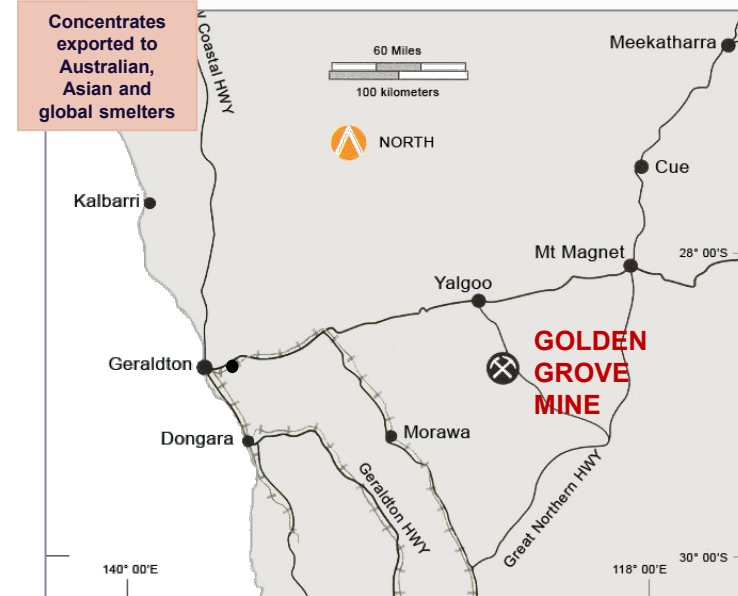 Concentrates
exported to
Australian,
Asian and
global smelters
w Coastal HWY
60 Miles
100 kilometers
NORTH
Meekatharra
Cue
Kalbarri
Mt Magnet
28° 00'S
Yalgoo
GOLDEN
GROVE
MINE
Geraldton
Dongara
Morawa
Geraldton HWY
Great Northern HWY
30° 00'S
140° 00'E
118° 00'E